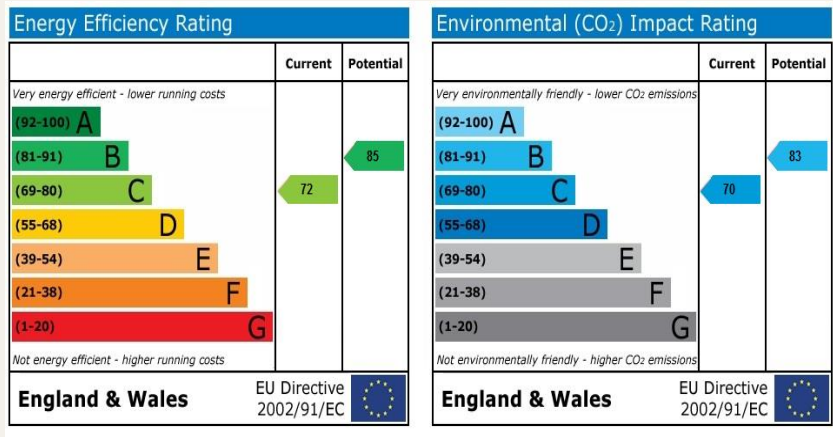 Energy Efficiency Rating
Current Potential
Very energy efficient - lower running costs
(92-100) A
(81-91) B
85
(69-80) C
72
(55-68) D
(39-54) E
(21-38) F
(1-20) G
Not energy efficient - higher running costs
England & Wales
EU Directive
2002/91/EC
Environmental (CO₂) Impact Rating
Current Potential
Very environmentally friendly - lower CO₂ emissions
(92-100) A
(81-91) B
83
(69-80) C
70
(55-68) D
(39-54) E
(21-38) F
(1-20) G
Not environmentally friendly - higher CO₂ emissions
England & Wales
EU Directive
2002/91/EC